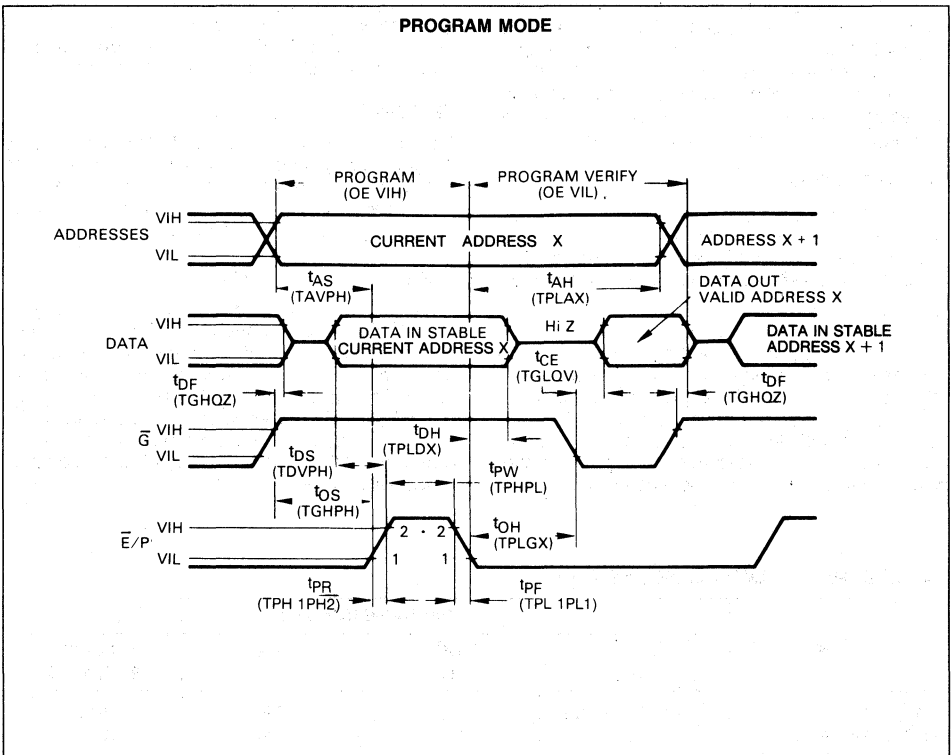 PROGRAM MODE
PROGRAM
(OE VIH)
PROGRAM VERIFY
(OE VIL)
ADDRESSES
VIH
VIL
CURRENT ADDRESS X
ADDRESS X + 1
tAS
(TAVPH)
tAH
(TPLAX)
DATA OUT
VALID ADDRESS X
DATA
VIH
VIL
DATA IN STABLE
CURRENT ADDRESS X
Hi Z
DATA IN STABLE
ADDRESS X + 1
tDF
(TGHQZ)
tCE
(TGLQV)
tDF
(TGHQZ)
G̅
VIH
VIL
tDS
(TDVPH)
tDH
(TPLDX)
tOS
(TGHPH)
tPW
(TPHPL)
E̅/P
VIH
VIL
2 · 2
1 1
tOH
(TPLGX)
tPR
(TPH 1PH2̅)
tPF
(TPL 1PL1)